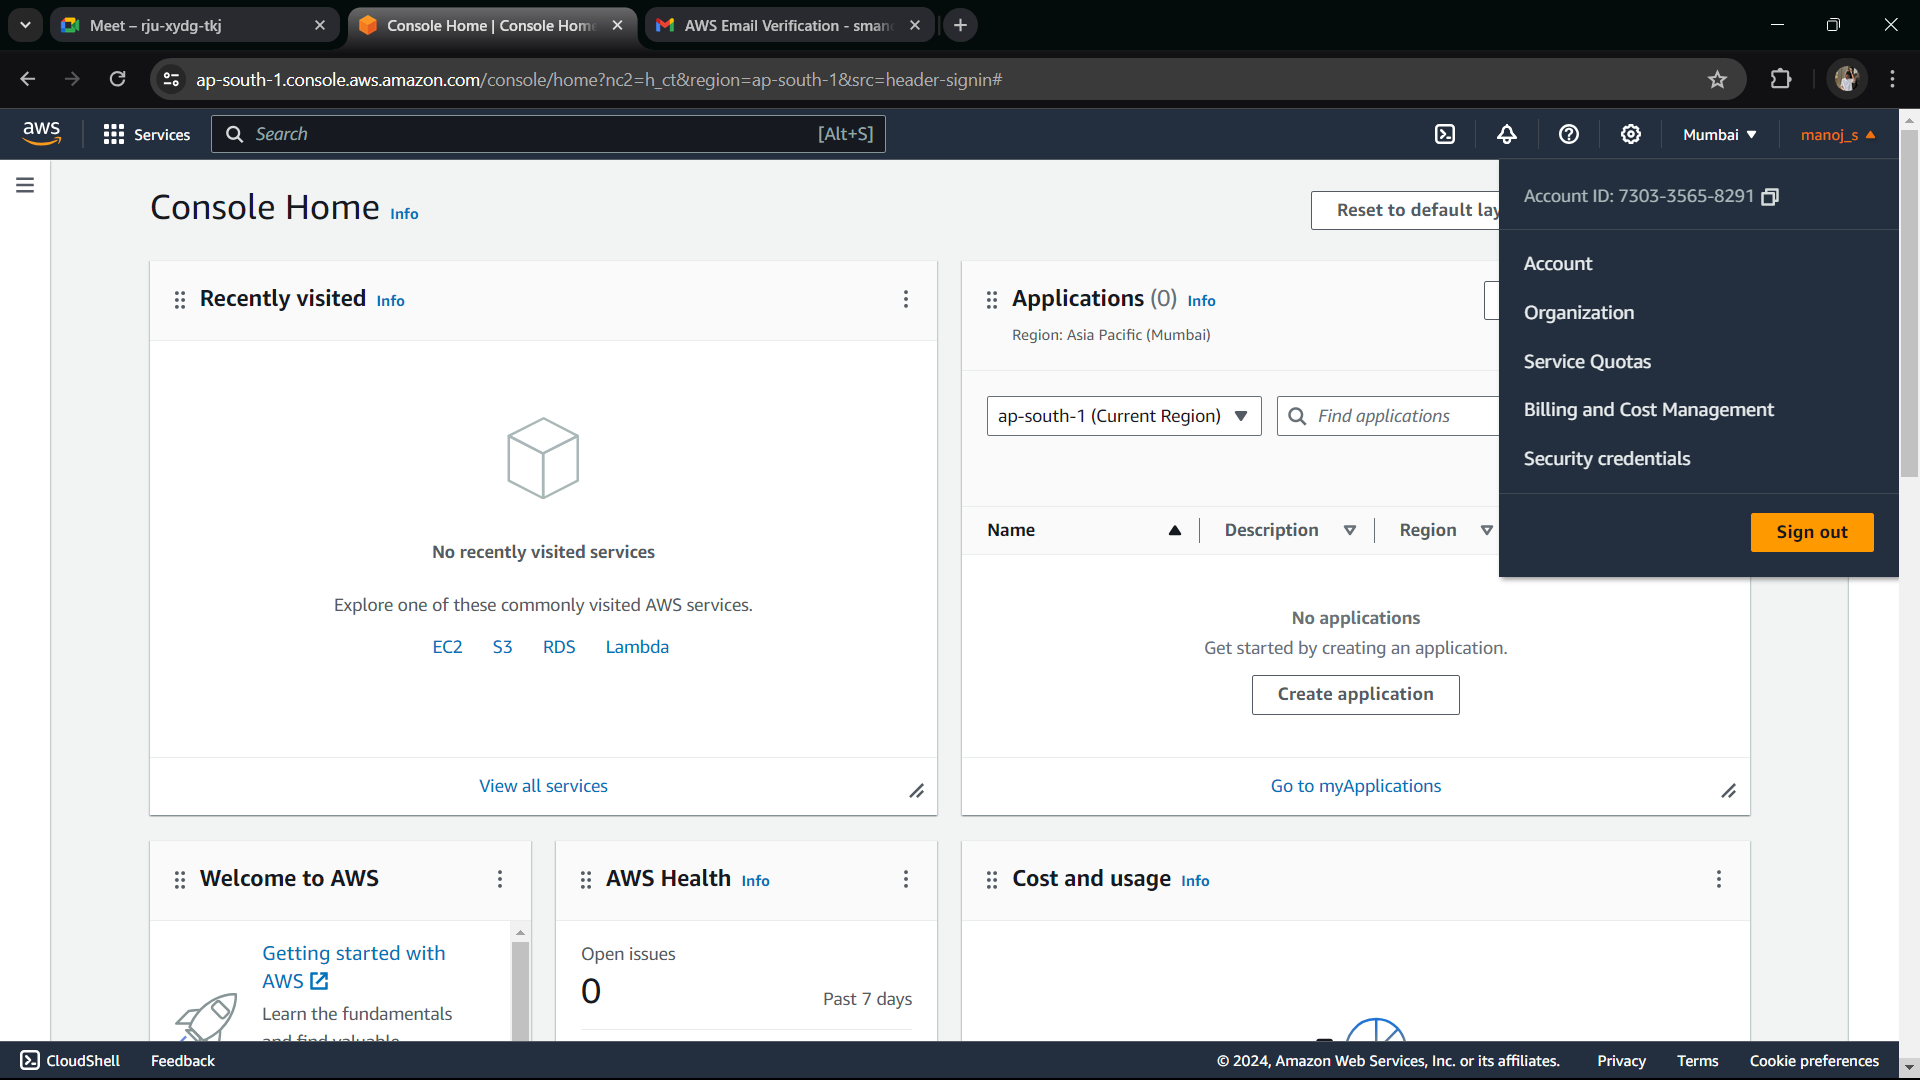 Meet – rju-xydg-tkj
Console Home | Console Hom
AWS Email Verification - sman
ap-south-1.console.aws.amazon.com/console/home?nc2=h_ct&region=ap-south-1&src=header-signin#
aws
Services
Search
[Alt+S]
Mumbai
manoj_s
Account ID: 7303-3565-8291
Account
Organization
Service Quotas
Billing and Cost Management
Security credentials
Sign out
Console Home Info
Reset to default lay
Recently visited Info
No recently visited services
Explore one of these commonly visited AWS services.
EC2 S3 RDS Lambda
View all services
Applications (0) Info
Region: Asia Pacific (Mumbai)
ap-south-1 (Current Region)
Find applications
Name Description Region
No applications
Get started by creating an application.
Create application
Go to myApplications
Welcome to AWS
Getting started with
AWS
Learn the fundamentals
and find valuable
AWS Health Info
Open issues
0
Past 7 days
Cost and usage Info
CloudShell Feedback
© 2024, Amazon Web Services, Inc. or its affiliates. Privacy Terms Cookie preferences